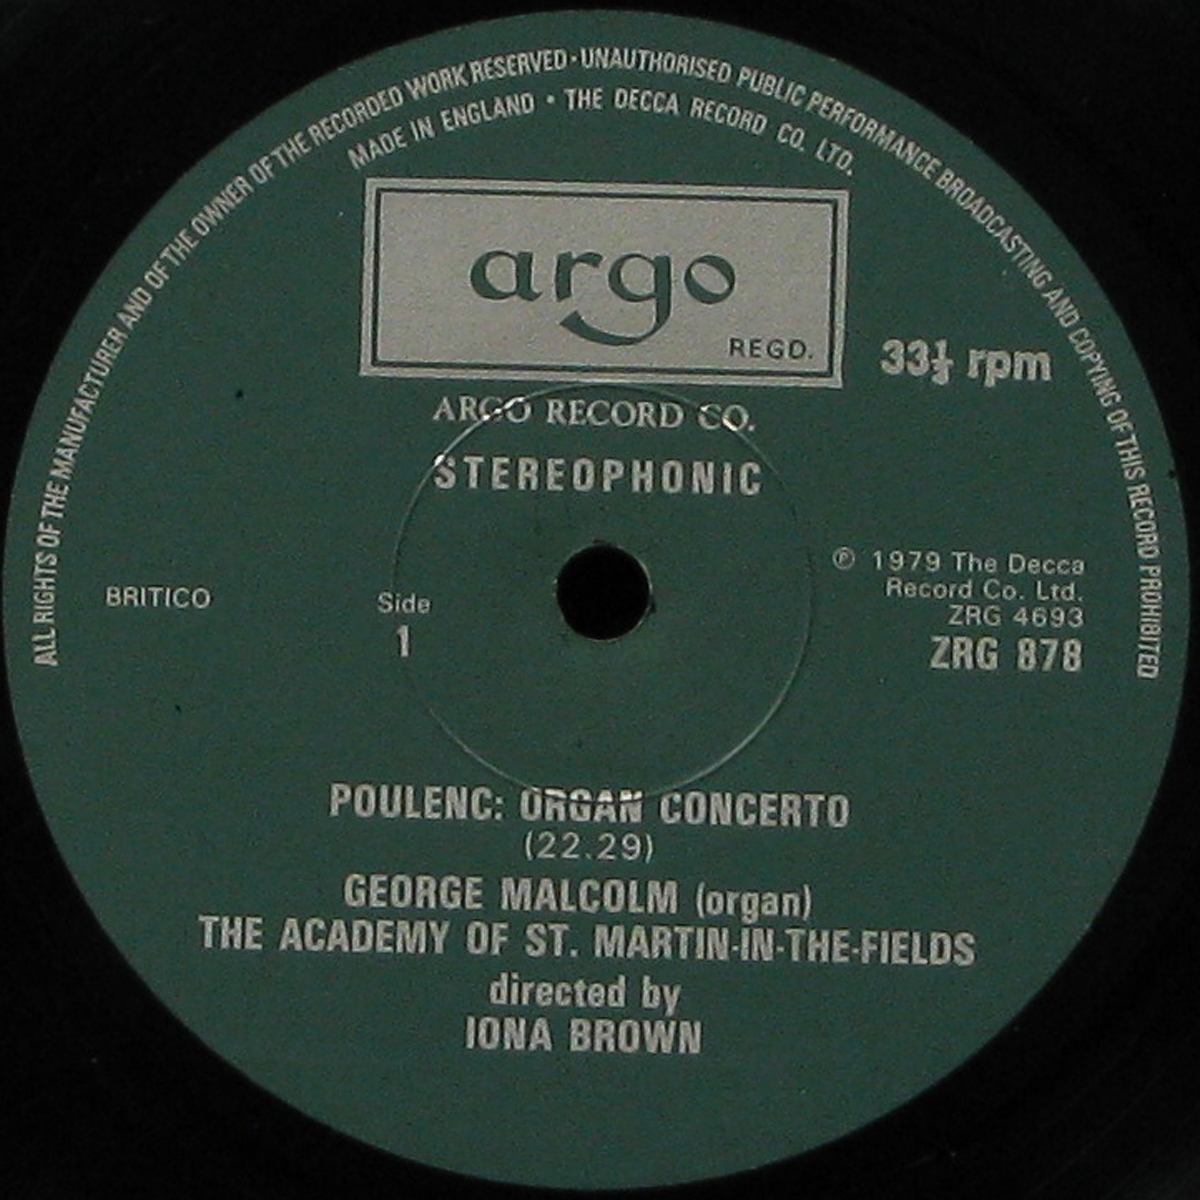 ALL RIGHTS OF THE MANUFACTURER AND OF THE OWNER OF THE RECORDED WORK RESERVED · UNAUTHORISED PUBLIC PERFORMANCE BROADCASTING AND COPYING OF THIS RECORD PROHIBITED
MADE IN ENGLAND · THE DECCA RECORD CO. LTD.
argo
REGD.
33⅓ rpm
ARGO RECORD CO.
STEREOPHONIC
BRITICO
Side
1
℗ 1979 The Decca
Record Co. Ltd.
ZRG 4693
ZRG 878
POULENC: ORGAN CONCERTO
(22.29)
GEORGE MALCOLM (organ)
THE ACADEMY OF ST. MARTIN-IN-THE-FIELDS
directed by
IONA BROWN